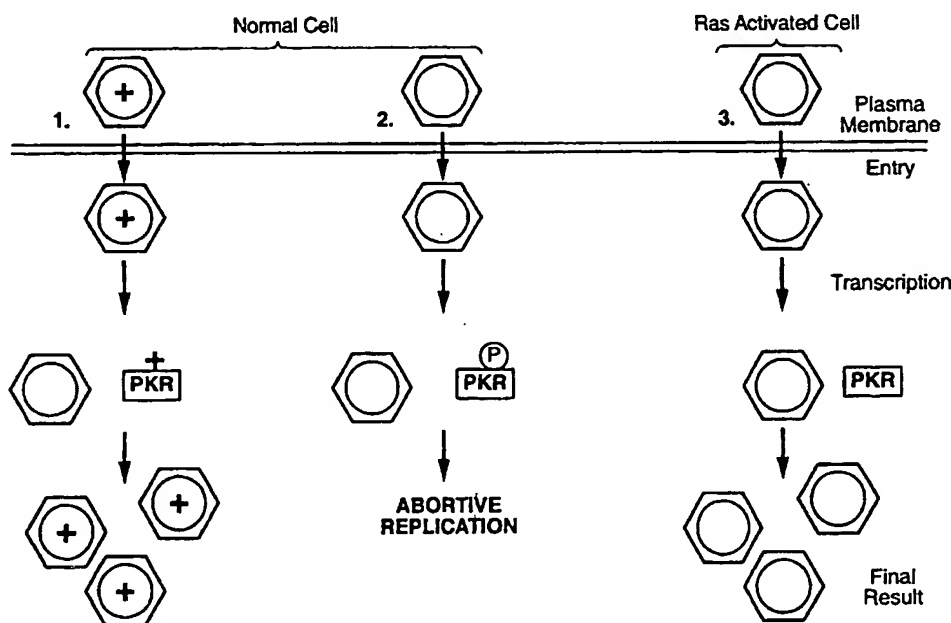 Normal Cell
Ras Activated Cell
+
1.
2.
3.
Plasma
Membrane
Entry
+
Transcription
+
PKR
P
PKR
PKR
+
+
+
ABORTIVE
REPLICATION
Final
Result